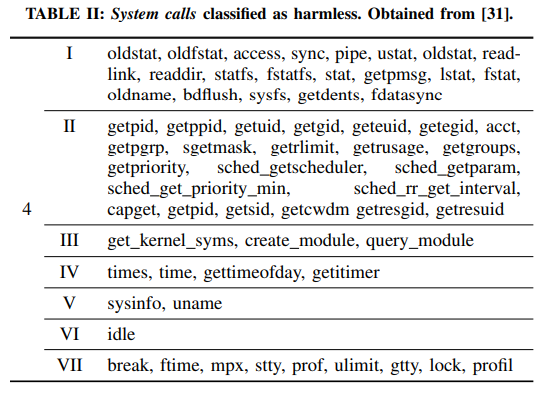 TABLE II: System calls classified as harmless. Obtained from [31].
I oldstat, oldfstat, access, sync, pipe, ustat, oldstat, read-
link, readdir, statfs, fstatfs, stat, getpmsg, lstat, fstat,
oldname, bdflush, sysfs, getdents, fdatasync
II getpid, getppid, getuid, getgid, geteuid, getegid, acct,
getpgrp, sgetmask, getrlimit, getrusage, getgroups,
getpriority, sched_getscheduler, sched_getparam,
sched_get_priority_min, sched_rr_get_interval,
4 capget, getpid, getsid, getcwdm getresgid, getresuid
III get_kernel_syms, create_module, query_module
IV times, time, gettimeofday, getitimer
V sysinfo, uname
VI idle
VII break, ftime, mpx, stty, prof, ulimit, gtty, lock, profil